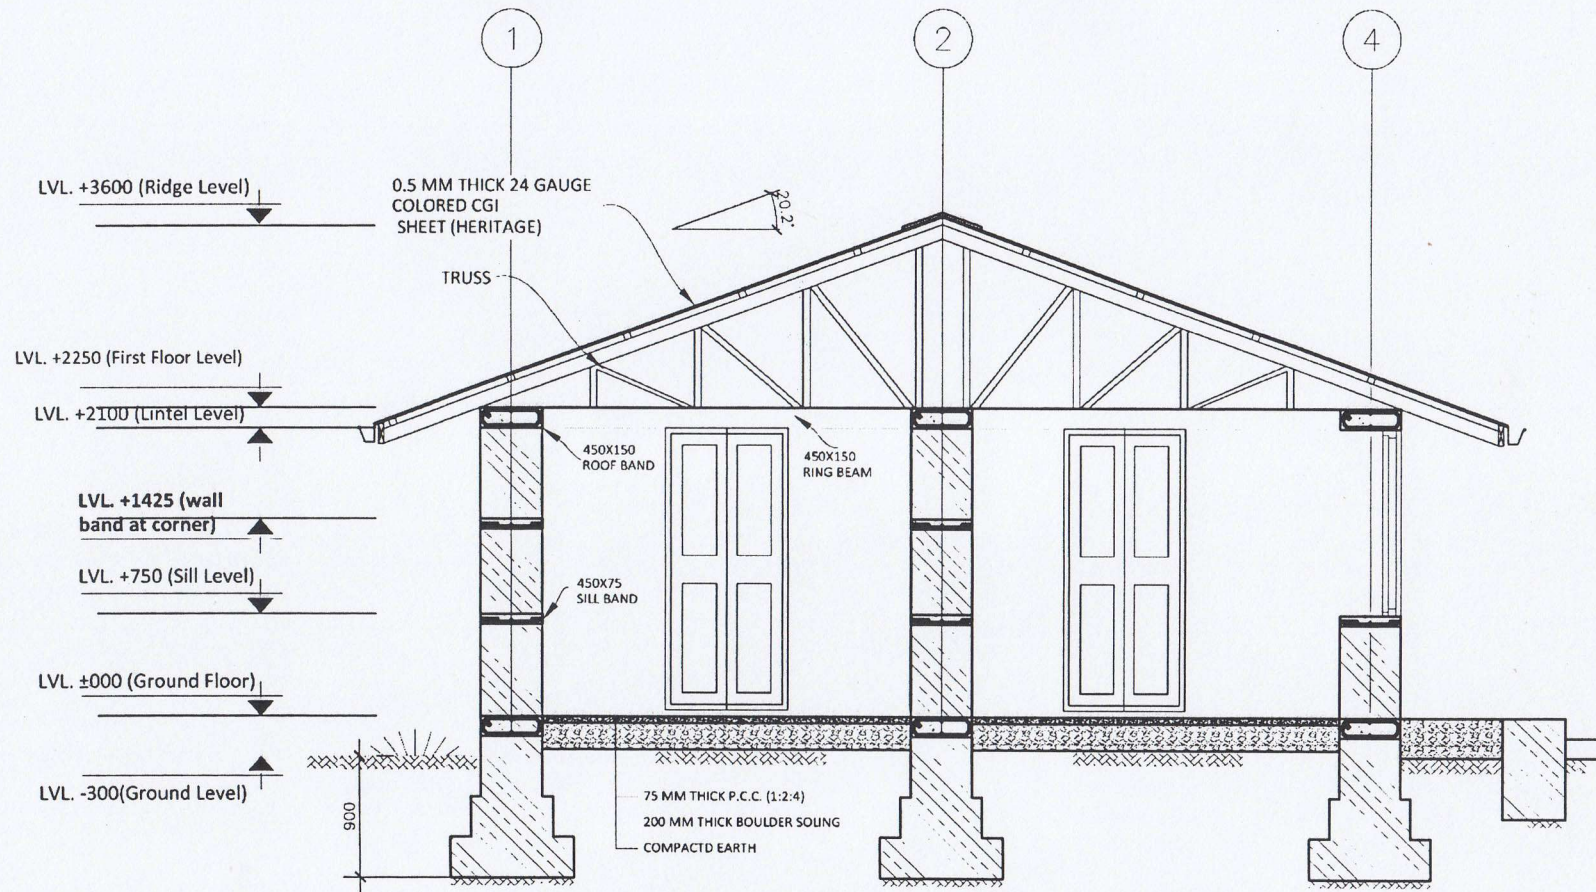 1
2
4
LVL. +3600 (Ridge Level)
0.5 MM THICK 24 GAUGE
COLORED CGI
SHEET (HERITAGE)
20.2°
TRUSS
LVL. +2250 (First Floor Level)
LVL. +2100 (Lintel Level)
450X150
ROOF BAND
450X150
RING BEAM
LVL. +1425 (wall
band at corner)
LVL. +750 (Sill Level)
450X75
SILL BAND
LVL. ±000 (Ground Floor)
LVL. -300(Ground Level)
900
75 MM THICK P.C.C. (1:2:4)
200 MM THICK BOULDER SOLING
COMPACTD EARTH